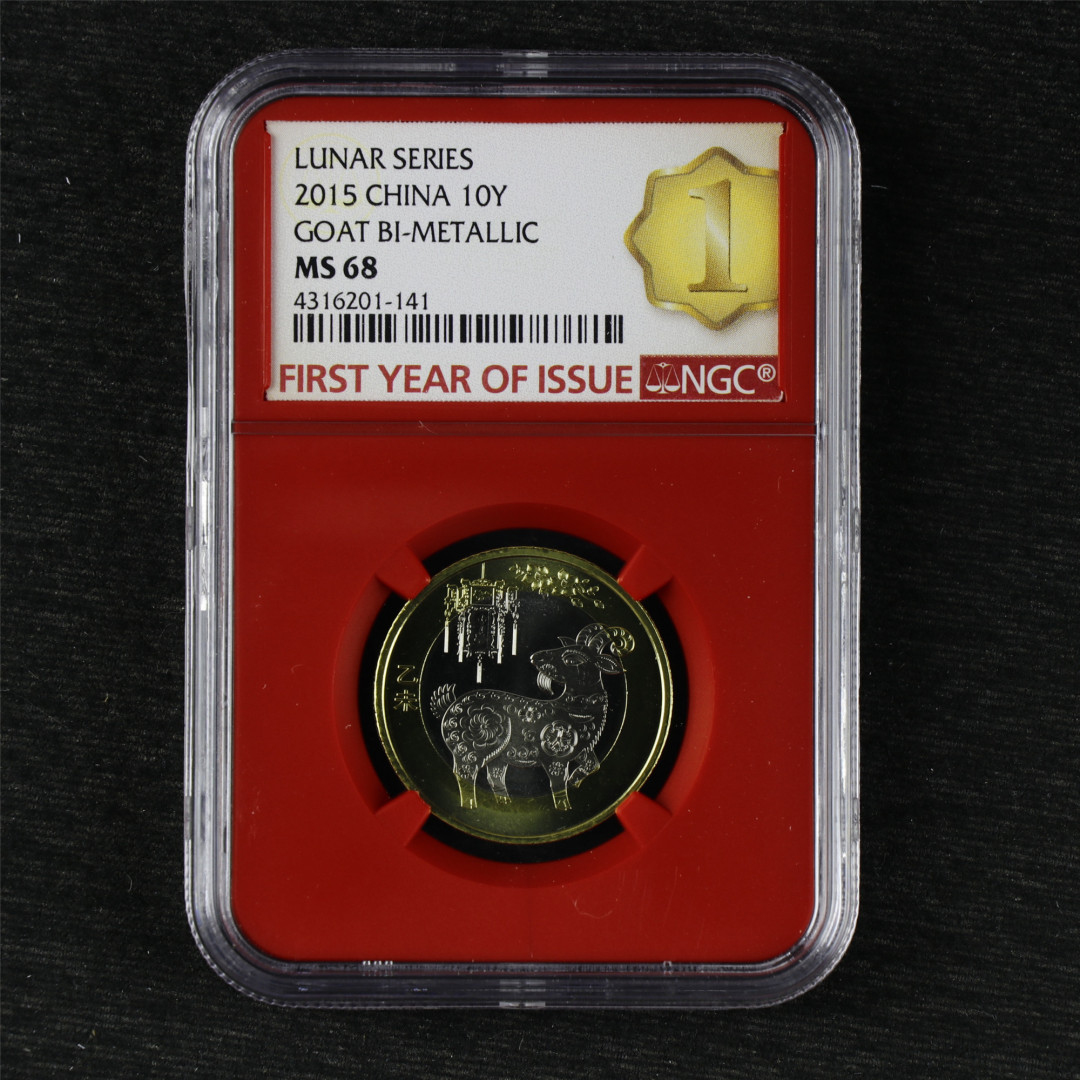 LUNAR SERIES
2015 CHINA 10Y
GOAT BI-METALLIC
MS 68
4316201-141
1
FIRST YEAR OF ISSUE NGC®
乙未